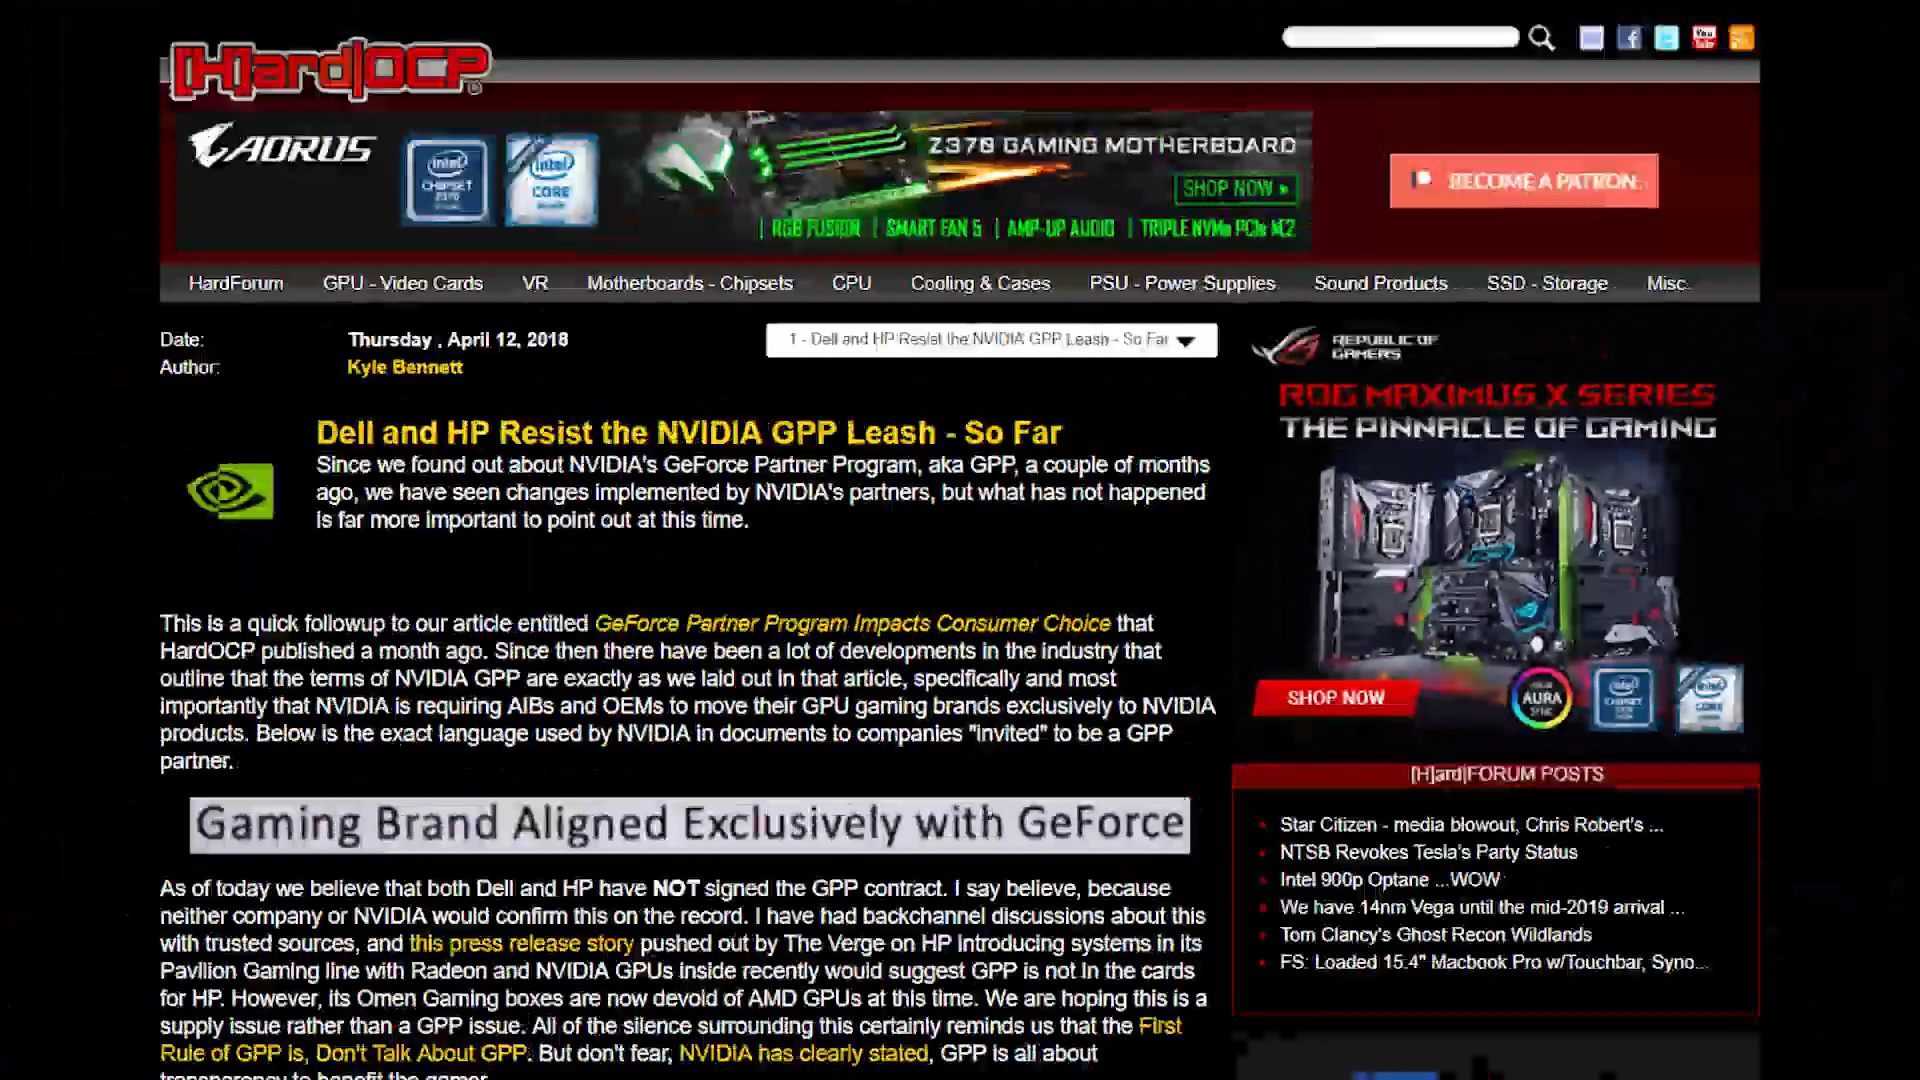 [H]ard|OCP
AORUS
intel CHIPSET Z370
intel CORE
Z370 GAMING MOTHERBOARD
SHOP NOW »
| RGB FUSION | SMART FAN 5 | AMP-UP AUDIO | TRIPLE NVMe PCIe M.2
BECOME A PATRON
HardForum GPU - Video Cards VR Motherboards - Chipsets CPU Cooling & Cases PSU - Power Supplies Sound Products SSD - Storage Misc.
Date: Thursday , April 12, 2018
Author: Kyle Bennett
1 - Dell and HP Resist the NVIDIA GPP Leash - So Far
Dell and HP Resist the NVIDIA GPP Leash - So Far
Since we found out about NVIDIA's GeForce Partner Program, aka GPP, a couple of months
ago, we have seen changes implemented by NVIDIA's partners, but what has not happened
is far more important to point out at this time.
This is a quick followup to our article entitled GeForce Partner Program Impacts Consumer Choice that
HardOCP published a month ago. Since then there have been a lot of developments in the industry that
outline that the terms of NVIDIA GPP are exactly as we laid out in that article, specifically and most
importantly that NVIDIA is requiring AIBs and OEMs to move their GPU gaming brands exclusively to NVIDIA
products. Below is the exact language used by NVIDIA in documents to companies "invited" to be a GPP
partner.
Gaming Brand Aligned Exclusively with GeForce
As of today we believe that both Dell and HP have NOT signed the GPP contract. I say believe, because
neither company or NVIDIA would confirm this on the record. I have had backchannel discussions about this
with trusted sources, and this press release story pushed out by The Verge on HP introducing systems in its
Pavilion Gaming line with Radeon and NVIDIA GPUs inside recently would suggest GPP is not in the cards
for HP. However, its Omen Gaming boxes are now devoid of AMD GPUs at this time. We are hoping this is a
supply issue rather than a GPP issue. All of the silence surrounding this certainly reminds us that the First
Rule of GPP is, Don't Talk About GPP. But don't fear, NVIDIA has clearly stated, GPP is all about
transparency to benefit the gamer.
REPUBLIC OF
GAMERS
ROG MAXIMUS X SERIES
THE PINNACLE OF GAMING
SHOP NOW
AURA
SYNC
intel CHIPSET
intel CORE
[H]ard|FORUM POSTS
Star Citizen - media blowout, Chris Robert's ...
NTSB Revokes Tesla's Party Status
Intel 900p Optane ...WOW
We have 14nm Vega until the mid-2019 arrival ...
Tom Clancy's Ghost Recon Wildlands
FS: Loaded 15.4" Macbook Pro w/Touchbar, Syno...